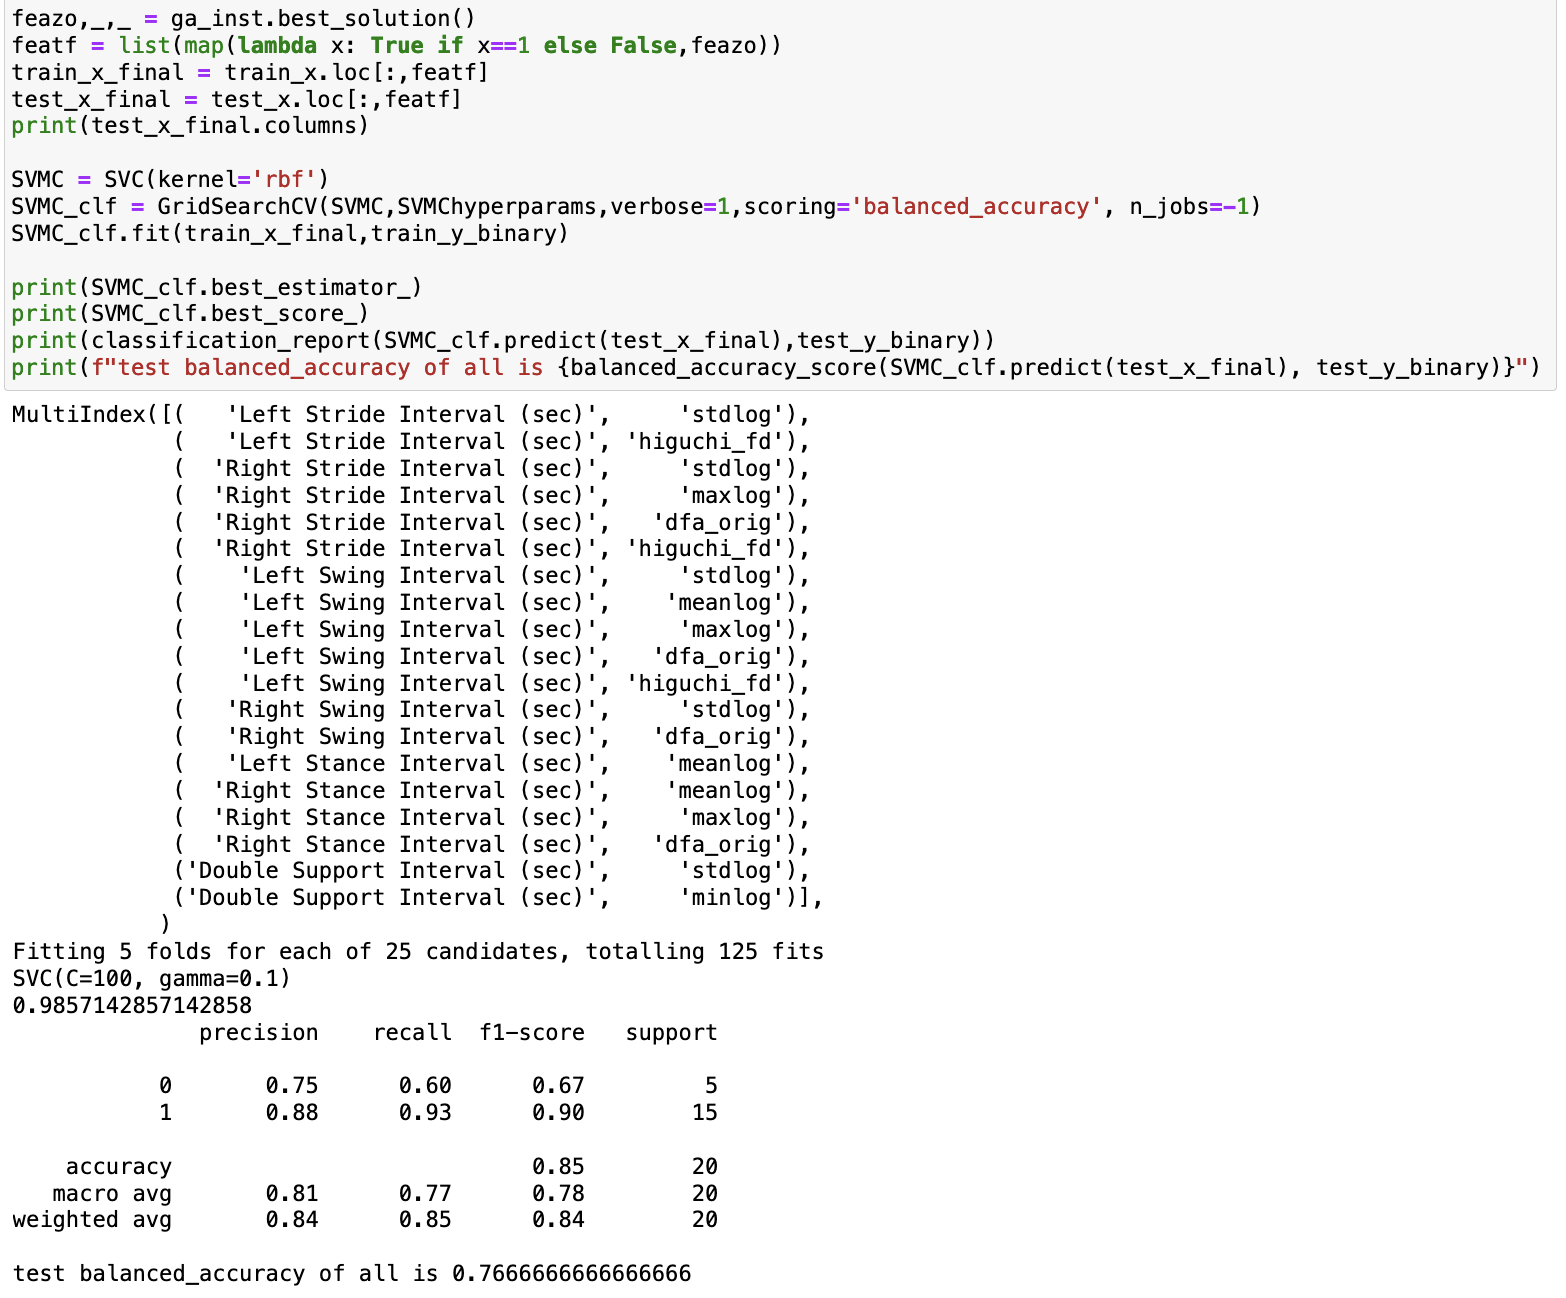 feazo,_,_ = ga_inst.best_solution()
featf = list(map(lambda x: True if x==1 else False,feazo))
train_x_final = train_x.loc[:,featf]
test_x_final = test_x.loc[:,featf]
print(test_x_final.columns)

SVMC = SVC(kernel='rbf')
SVMC_clf = GridSearchCV(SVMC,SVMChyperparams,verbose=1,scoring='balanced_accuracy', n_jobs=-1)
SVMC_clf.fit(train_x_final,train_y_binary)

print(SVMC_clf.best_estimator_)
print(SVMC_clf.best_score_)
print(classification_report(SVMC_clf.predict(test_x_final),test_y_binary))
print(f"test balanced_accuracy of all is {balanced_accuracy_score(SVMC_clf.predict(test_x_final), test_y_binary)}")
MultiIndex([(   'Left Stride Interval (sec)',     'stdlog'),
            (   'Left Stride Interval (sec)', 'higuchi_fd'),
            (  'Right Stride Interval (sec)',     'stdlog'),
            (  'Right Stride Interval (sec)',     'maxlog'),
            (  'Right Stride Interval (sec)',   'dfa_orig'),
            (  'Right Stride Interval (sec)', 'higuchi_fd'),
            (    'Left Swing Interval (sec)',     'stdlog'),
            (    'Left Swing Interval (sec)',    'meanlog'),
            (    'Left Swing Interval (sec)',     'maxlog'),
            (    'Left Swing Interval (sec)',   'dfa_orig'),
            (    'Left Swing Interval (sec)', 'higuchi_fd'),
            (   'Right Swing Interval (sec)',     'stdlog'),
            (   'Right Swing Interval (sec)',   'dfa_orig'),
            (   'Left Stance Interval (sec)',    'meanlog'),
            (  'Right Stance Interval (sec)',    'meanlog'),
            (  'Right Stance Interval (sec)',     'maxlog'),
            (  'Right Stance Interval (sec)',   'dfa_orig'),
            ('Double Support Interval (sec)',     'stdlog'),
            ('Double Support Interval (sec)',     'minlog')],
           )
Fitting 5 folds for each of 25 candidates, totalling 125 fits
SVC(C=100, gamma=0.1)
0.9857142857142858
              precision    recall  f1-score   support

           0       0.75      0.60      0.67         5
           1       0.88      0.93      0.90        15

    accuracy                           0.85        20
   macro avg       0.81      0.77      0.78        20
weighted avg       0.84      0.85      0.84        20

test balanced_accuracy of all is 0.7666666666666666